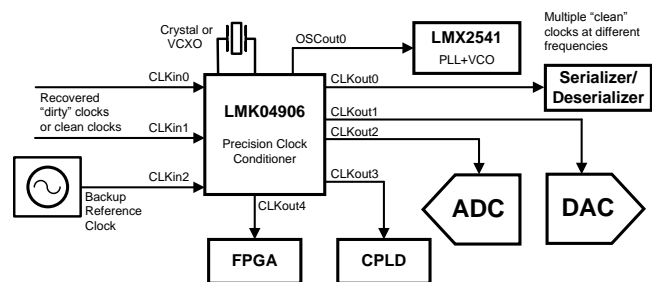 Crystal or
VCXO
OSCout0
LMX2541
PLL+VCO
Multiple “clean”
clocks at different
frequencies
CLKin0
CLKout0
Serializer/
Deserializer
Recovered
“dirty” clocks
or clean clocks
LMK04906
Precision Clock
Conditioner
CLKout1
CLKin1
CLKout2
CLKin2
CLKout3
ADC
DAC
Backup
Reference
Clock
CLKout4
FPGA
CPLD